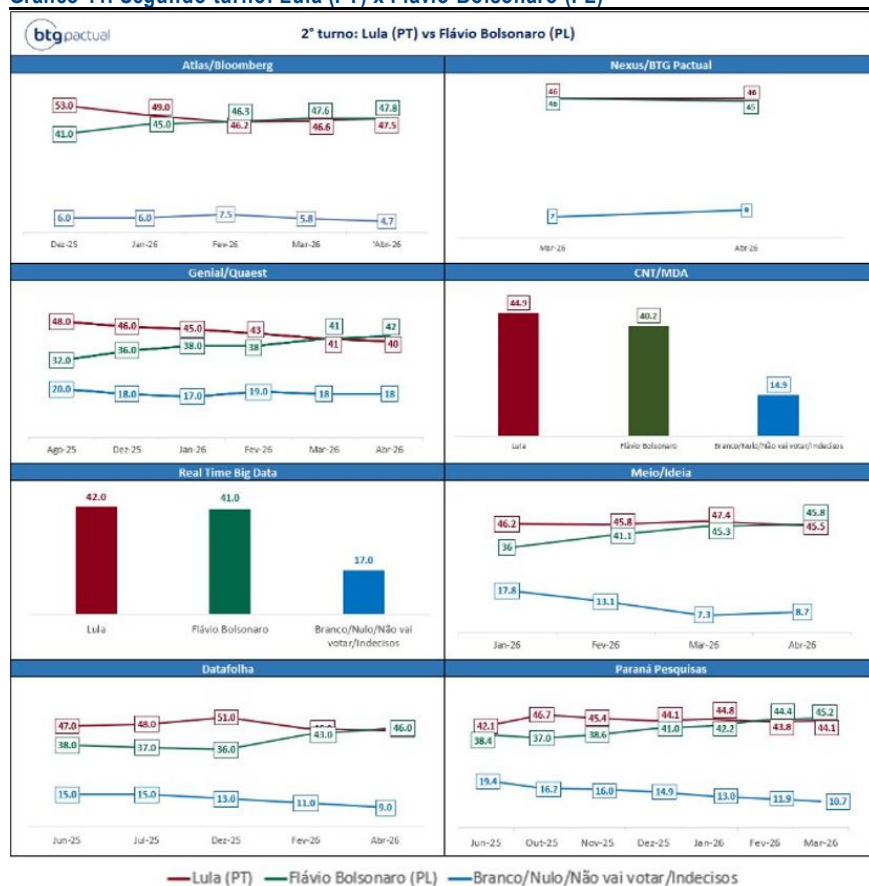 Gráfico 11: Segundo turno: Lula (PT) x Flávio Bolsonaro (PL)
btgpactual
2° turno: Lula (PT) vs Flávio Bolsonaro (PL)
Atlas/Bloomberg
53.0 49.0 46.3 47.6 47.8
41.0 45.0 46.2 46.6 47.5
6.0 6.0 7.5 5.8 4.7
Dez-25 Jan-26 Fev-26 Mar-26 'Abr-26
Nexus/BTG Pactual
46 46
46 45
7 9
Mar-26 Abr-26
Genial/Quaest
48.0 46.0 45.0 43 41 42
32.0 36.0 38.0 38 41 40
20.0 18.0 17.0 19.0 18 18
Ago-25 Dez-25 Jan-26 Fev-26 Mar-26 Abr-26
CNT/MDA
44.9 40.2 14.9
Lula Flávio Bolsonaro Branco/Nulo/Não vai votar/Indecisos
Real Time Big Data
42.0 41.0 17.0
Lula Flávio Bolsonaro Branco/Nulo/Não vai
votar/Indecisos
Meio/Ideia
46.2 45.8 47.4 45.8
36 41.1 45.3 45.5
17.8 13.1 7.3 8.7
Jan-26 Fev-26 Mar-26 Abr-26
Datafolha
47.0 48.0 51.0 46.0
38.0 37.0 36.0 43.0
15.0 15.0 13.0 11.0 9.0
Jun-25 Jul-25 Dez-25 Fev-26 Abr-26
Paraná Pesquisas
42.1 46.7 45.4 44.1 44.8 44.4 45.2
38.4 37.0 38.6 41.0 42.2 43.8 44.1
19.4 16.2 16.0 14.9 13.0 11.9 10.7
Jun-25 Out-25 Nov-25 Dez-25 Jan-26 Fev-26 Mar-26
Lula (PT) Flávio Bolsonaro (PL) Branco/Nulo/Não vai votar/Indecisos